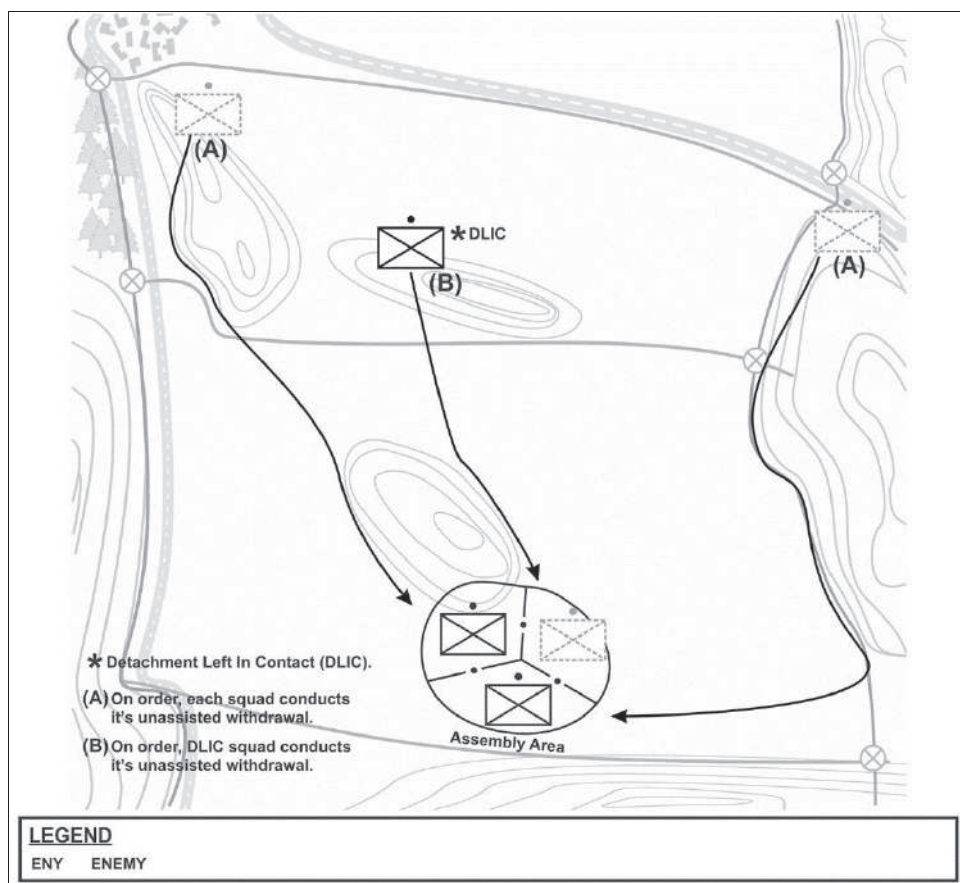 (A)
* DLIC
(B)
(A)
* Detachment Left In Contact (DLIC).
(A) On order, each squad conducts
it's unassisted withdrawal.
(B) On order, DLIC squad conducts
it's unassisted withdrawal.
Assembly Area
LEGEND
ENY ENEMY